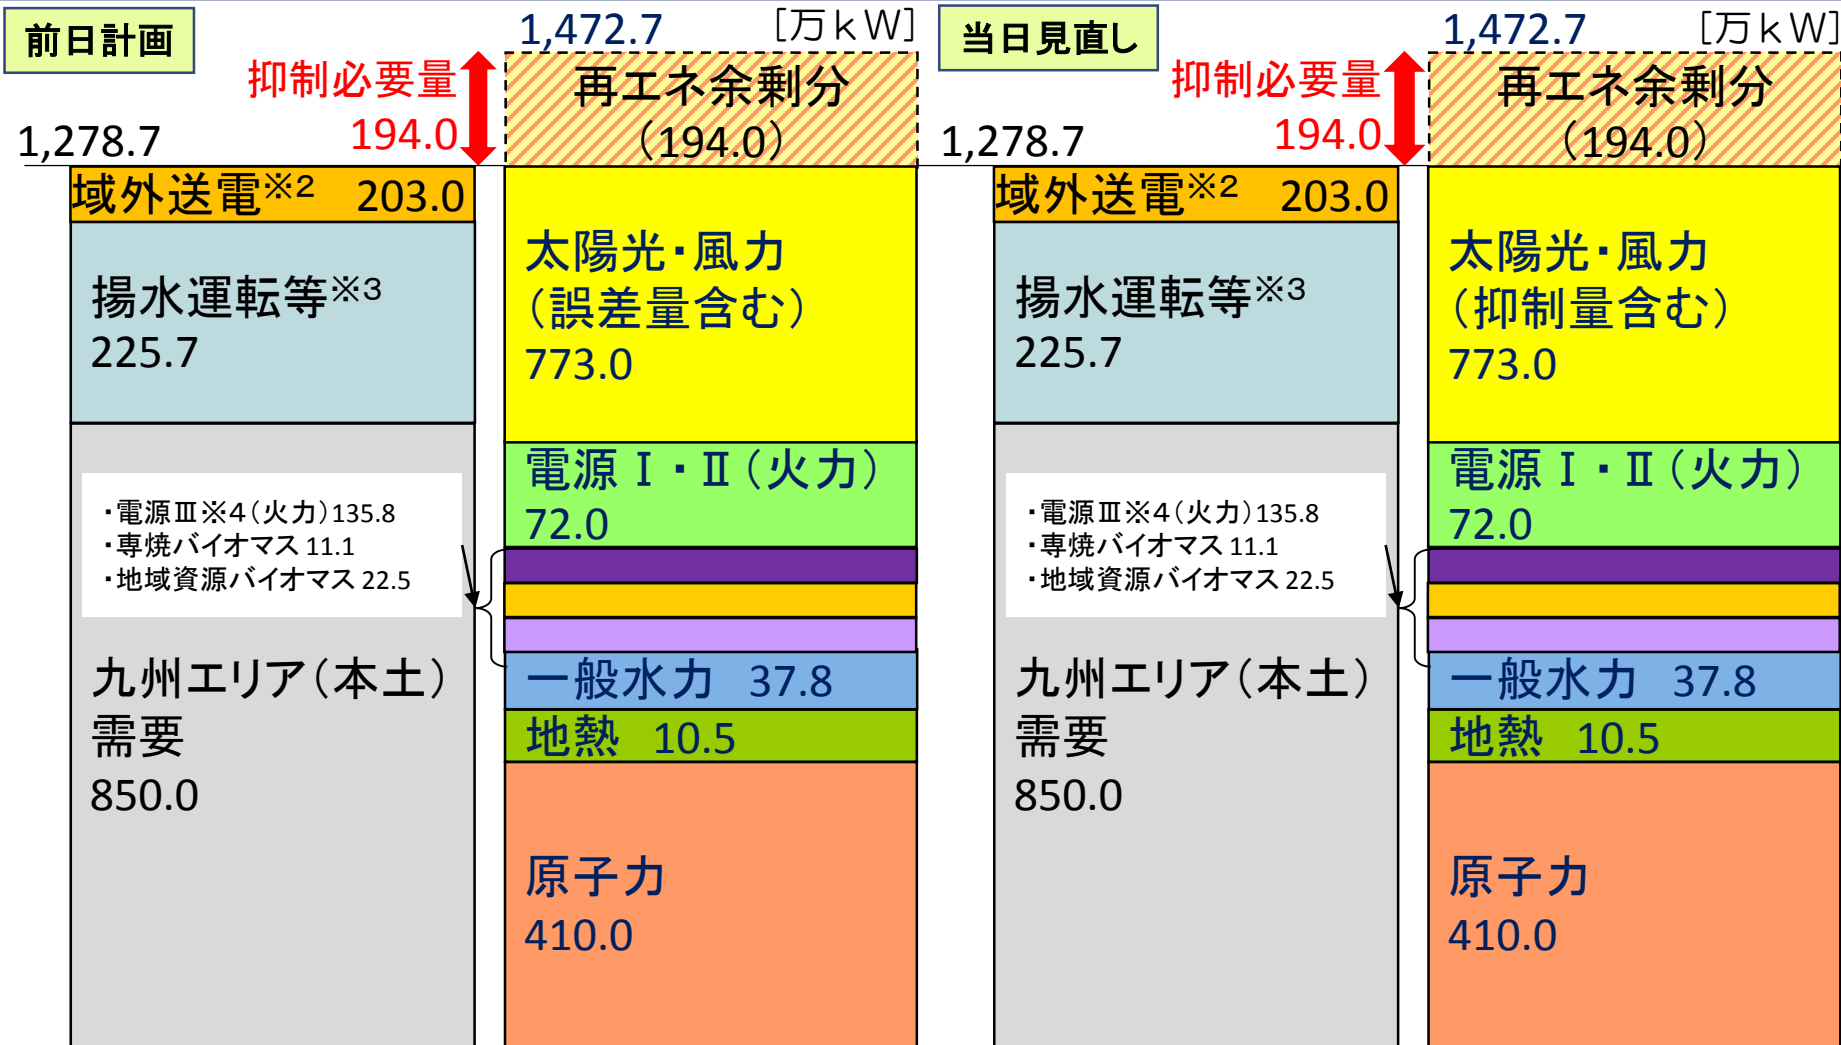 前日計画
1,472.7
[万kW]
抑制必要量
194.0
再エネ余剰分
(194.0)
1,278.7
域外送電※2 203.0
揚水運転等※3
225.7
太陽光・風力
(誤差量含む)
773.0
電源Ⅰ・Ⅱ(火力)
72.0
・電源Ⅲ※4(火力)135.8
・専焼バイオマス 11.1
・地域資源バイオマス 22.5
九州エリア(本土)
需要
850.0
一般水力 37.8
地熱 10.5
原子力
410.0
当日見直し
1,472.7
[万kW]
抑制必要量
194.0
再エネ余剰分
(194.0)
1,278.7
域外送電※2 203.0
揚水運転等※3
225.7
太陽光・風力
(抑制量含む)
773.0
電源Ⅰ・Ⅱ(火力)
72.0
・電源Ⅲ※4(火力)135.8
・専焼バイオマス 11.1
・地域資源バイオマス 22.5
九州エリア(本土)
需要
850.0
一般水力 37.8
地熱 10.5
原子力
410.0